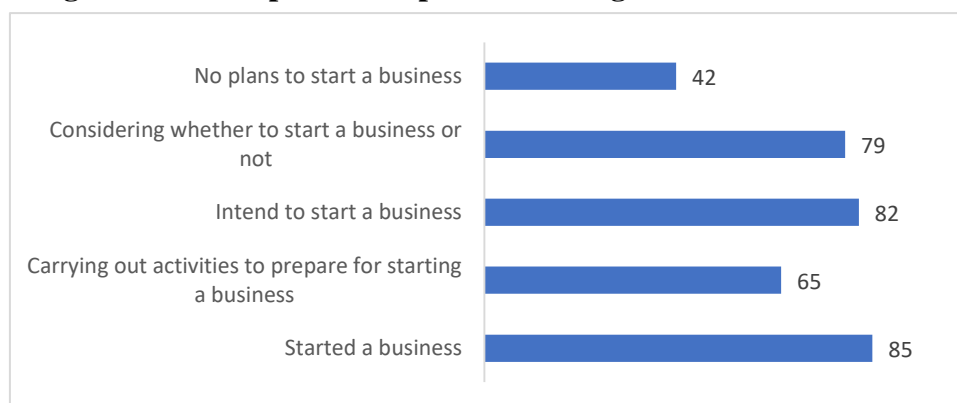 No plans to start a business
42
Considering whether to start a business or
not
79
Intend to start a business
82
Carrying out activities to prepare for starting
a business
65
Started a business
85